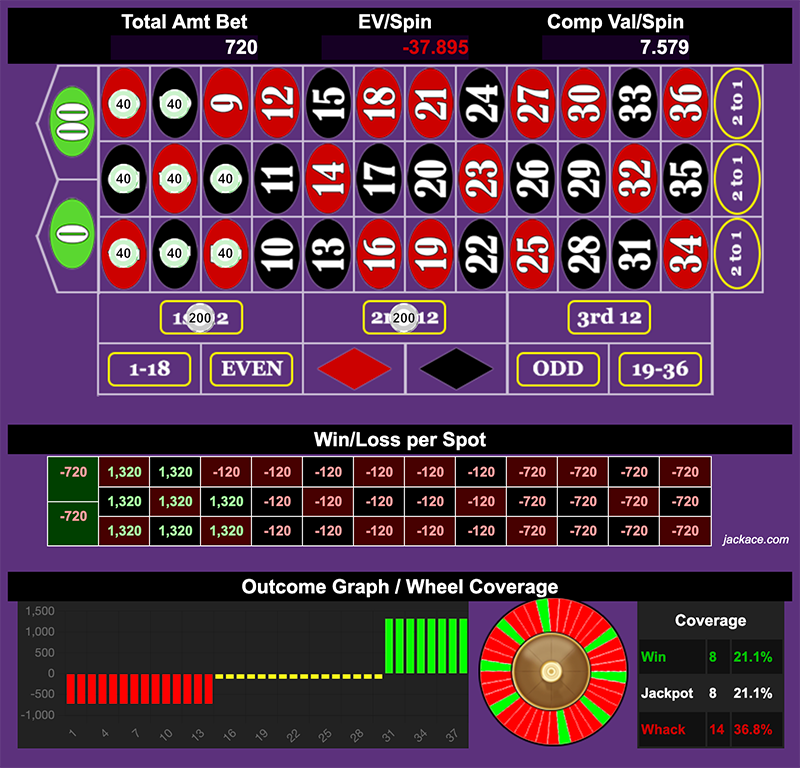 Total Amt Bet EV/Spin Comp Val/Spin
720 -37.895 7.579
00 40 40 9 12 15 18 21 24 27 30 33 36 2 to 1
40 40 40 11 14 17 20 23 26 29 32 35 2 to 1
0 40 40 40 10 13 16 19 22 25 28 31 34 2 to 1
200 200 3rd 12
1-18 EVEN ODD 19-36
Win/Loss per Spot
-720 1,320 1,320 -120 -120 -120 -120 -120 -120 -720 -720 -720 -720
1,320 1,320 1,320 -120 -120 -120 -120 -120 -720 -720 -720 -720
-720 1,320 1,320 1,320 -120 -120 -120 -120 -120 -720 -720 -720 -720
jackace.com
Outcome Graph / Wheel Coverage
1,500
1,000
500
0
-500
-1,000
1 4 7 10 13 16 19 22 25 28 31 34 37
Coverage
Win 8 21.1%
Jackpot 8 21.1%
Whack 14 36.8%